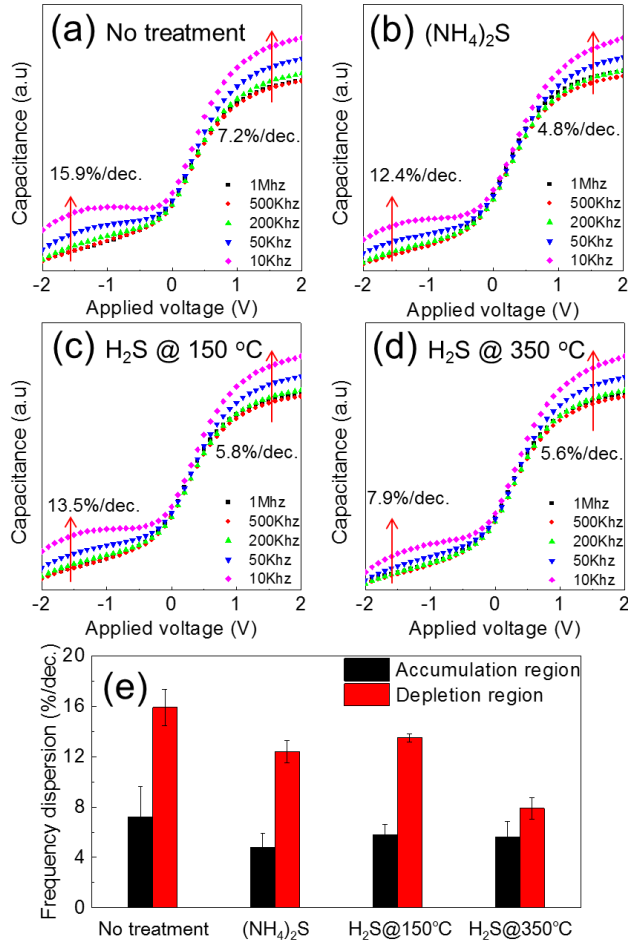 (a) No treatment
Capacitance (a.u)
7.2%/dec.
15.9%/dec.
1Mhz
500Khz
200Khz
50Khz
10Khz
-2 -1 0 1 2
Applied voltage (V)
(b) (NH₄)₂S
Capacitance (a.u)
4.8%/dec.
12.4%/dec.
1Mhz
500Khz
200Khz
50Khz
10Khz
-2 -1 0 1 2
Applied voltage (V)
(c) H₂S @ 150 °C
Capacitance (a.u)
5.8%/dec.
13.5%/dec.
1Mhz
500Khz
200Khz
50Khz
10Khz
-2 -1 0 1 2
Applied voltage (V)
(d) H₂S @ 350 °C
Capacitance (a.u)
5.6%/dec.
7.9%/dec.
1Mhz
500Khz
200Khz
50Khz
10Khz
-2 -1 0 1 2
Applied voltage (V)
(e)
Accumulation region
Depletion region
Frequency dispersion (%/dec.)
20
16
12
8
4
0
No treatment (NH₄)₂S H₂S@150°C H₂S@350°C